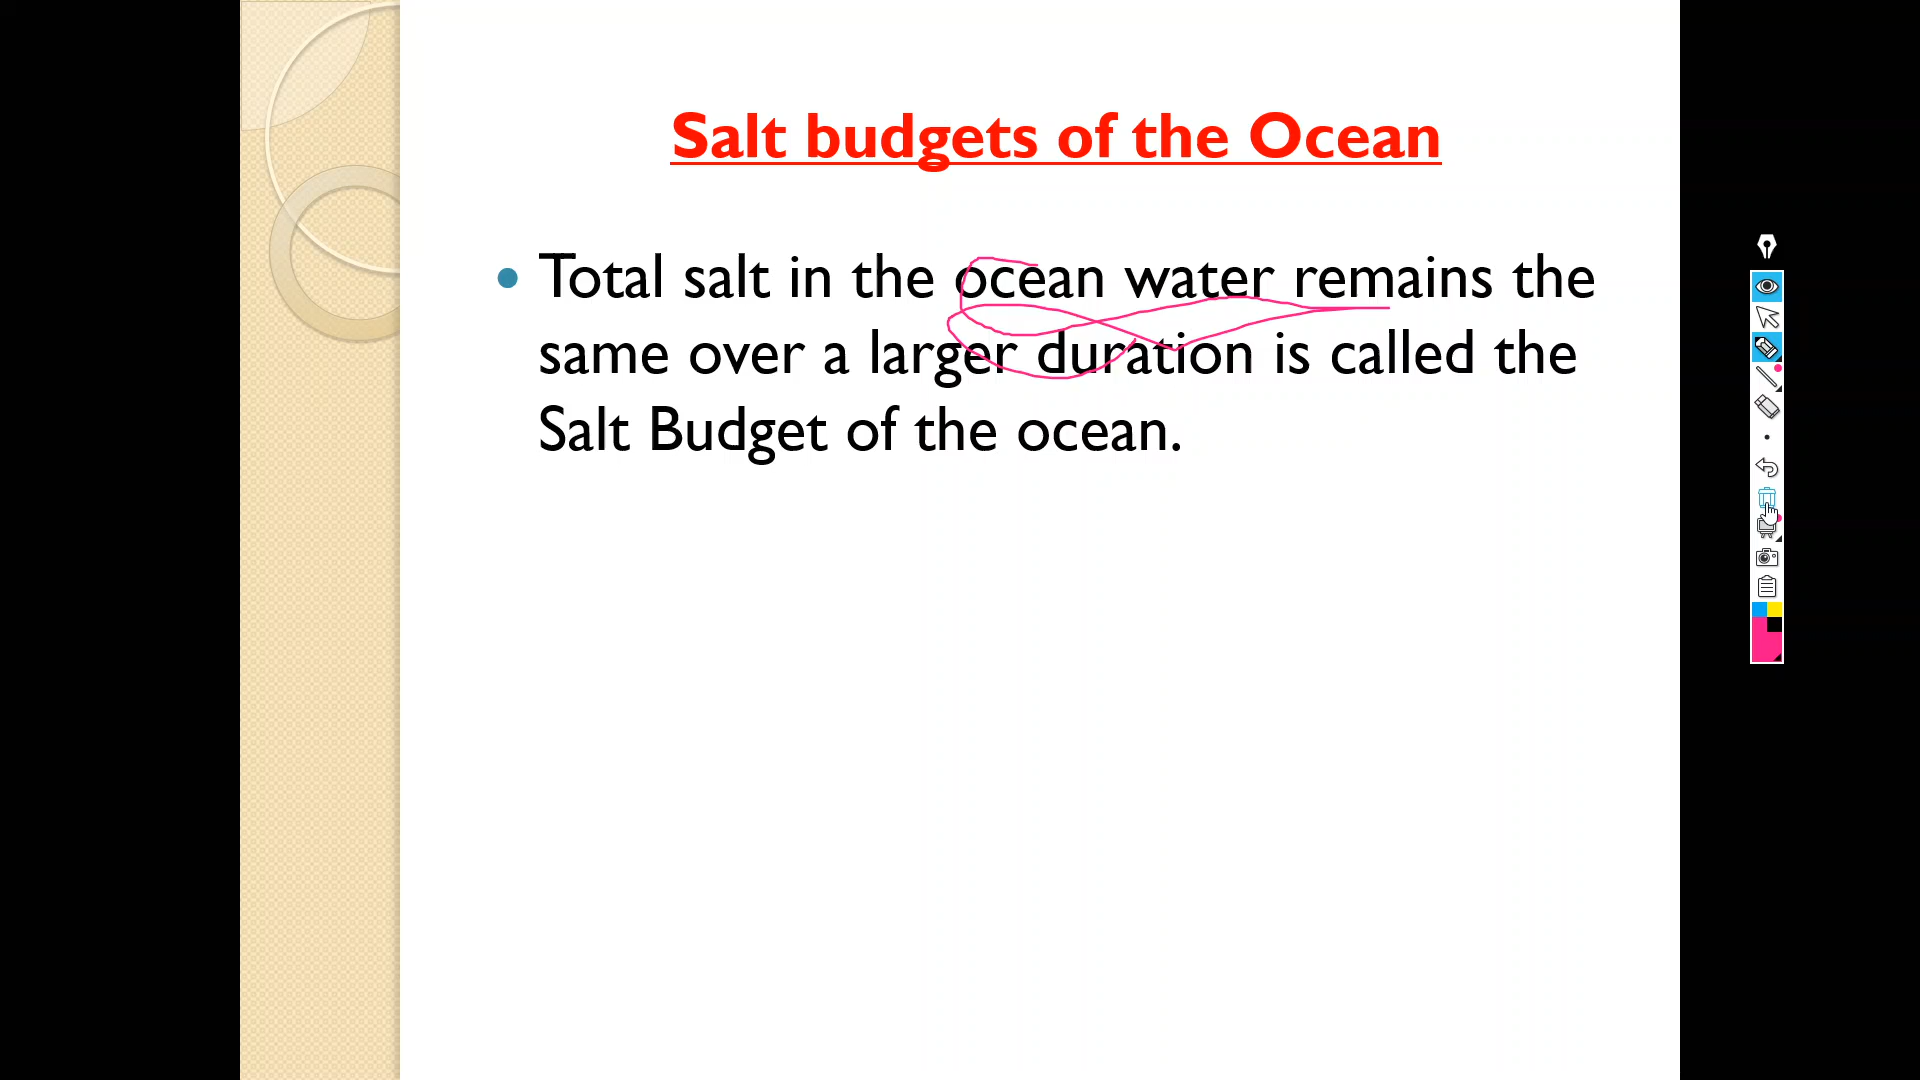 Salt budgets of the Ocean
• Total salt in the ocean water remains the
same over a larger duration is called the
Salt Budget of the ocean.